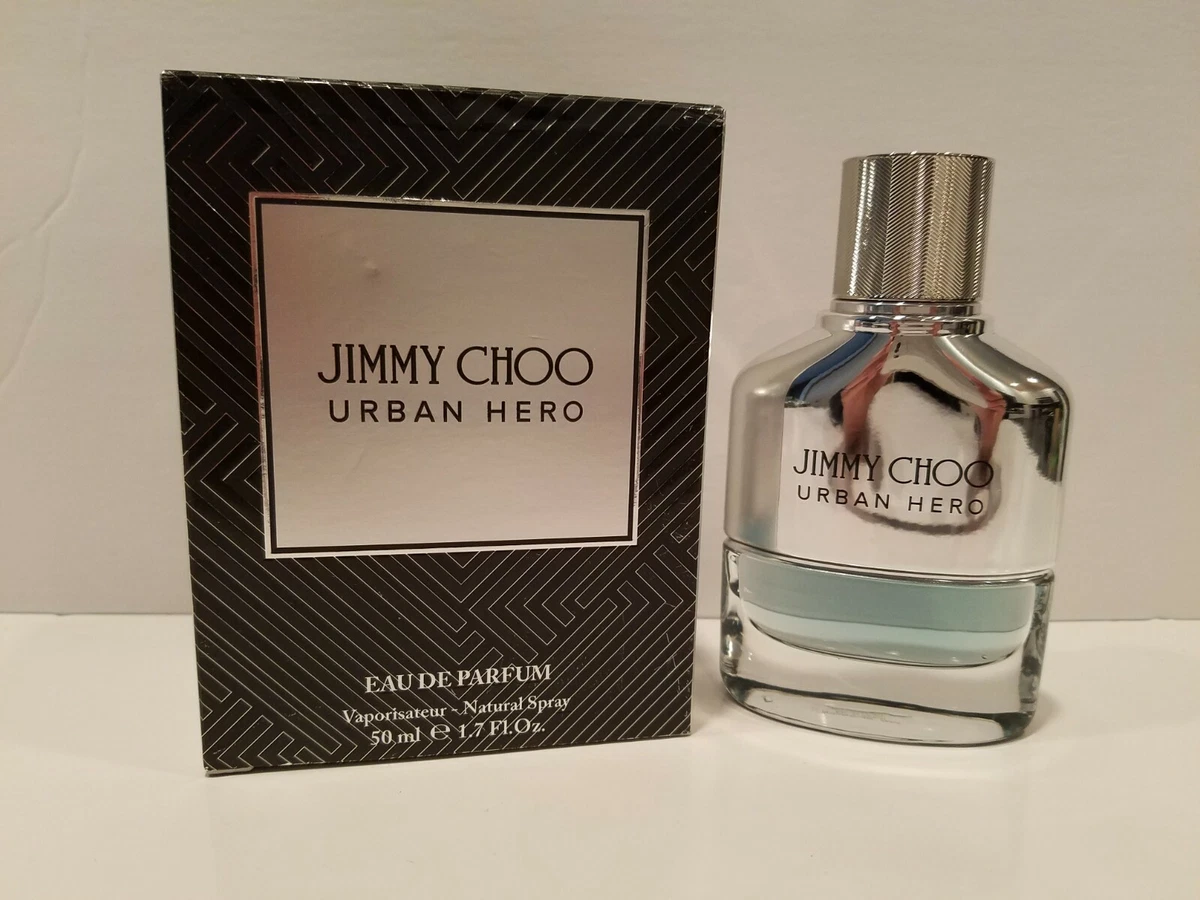 JIMMY CHOO
URBAN HERO
EAU DE PARFUM
Vaporisateur - Natural Spray
50 ml ℮ 1.7 Fl.Oz.
JIMMY CHOO
URBAN HERO